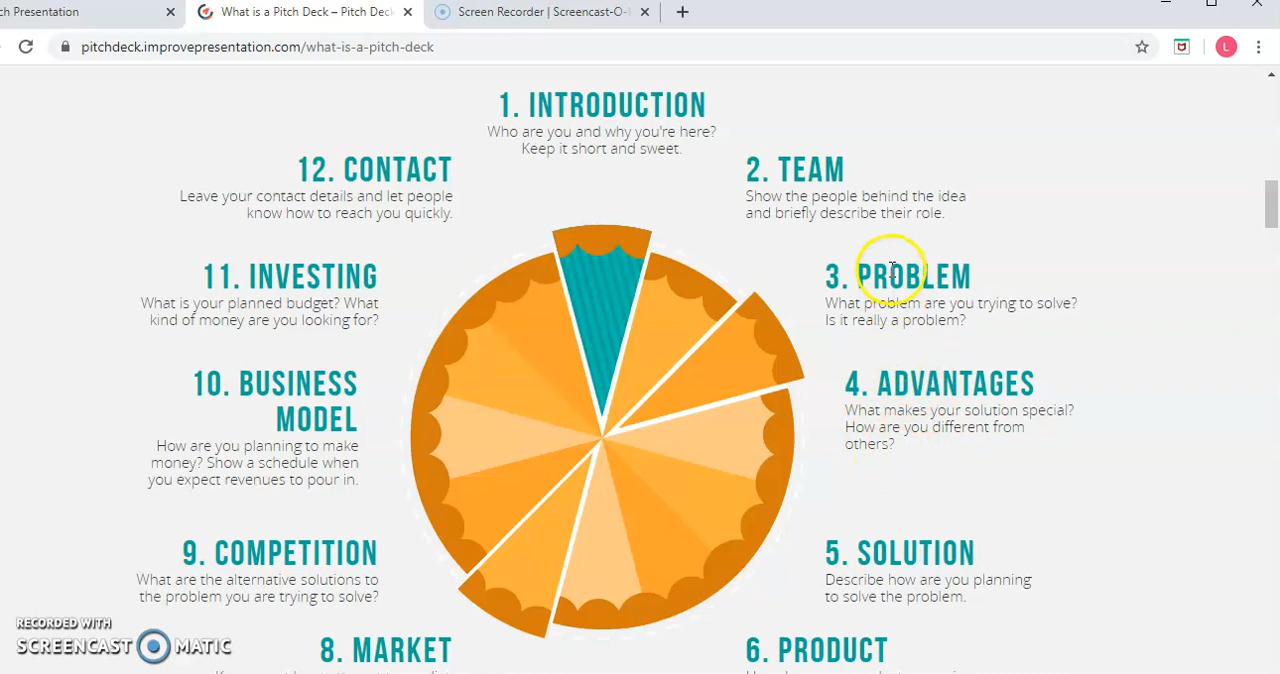 ch Presentation
What is a Pitch Deck – Pitch Deck
Screen Recorder | Screencast-O-
pitchdeck.improvepresentation.com/what-is-a-pitch-deck
L
1. INTRODUCTION
Who are you and why you're here?
Keep it short and sweet.
12. CONTACT
Leave your contact details and let people
know how to reach you quickly.
2. TEAM
Show the people behind the idea
and briefly describe their role.
11. INVESTING
What is your planned budget? What
kind of money are you looking for?
3. PROBLEM
What problem are you trying to solve?
Is it really a problem?
10. BUSINESS
MODEL
How are you planning to make
money? Show a schedule when
you expect revenues to pour in.
4. ADVANTAGES
What makes your solution special?
How are you different from
others?
9. COMPETITION
What are the alternative solutions to
the problem you are trying to solve?
5. SOLUTION
Describe how are you planning
to solve the problem.
8. MARKET
6. PRODUCT
RECORDED WITH
SCREENCAST MATIC